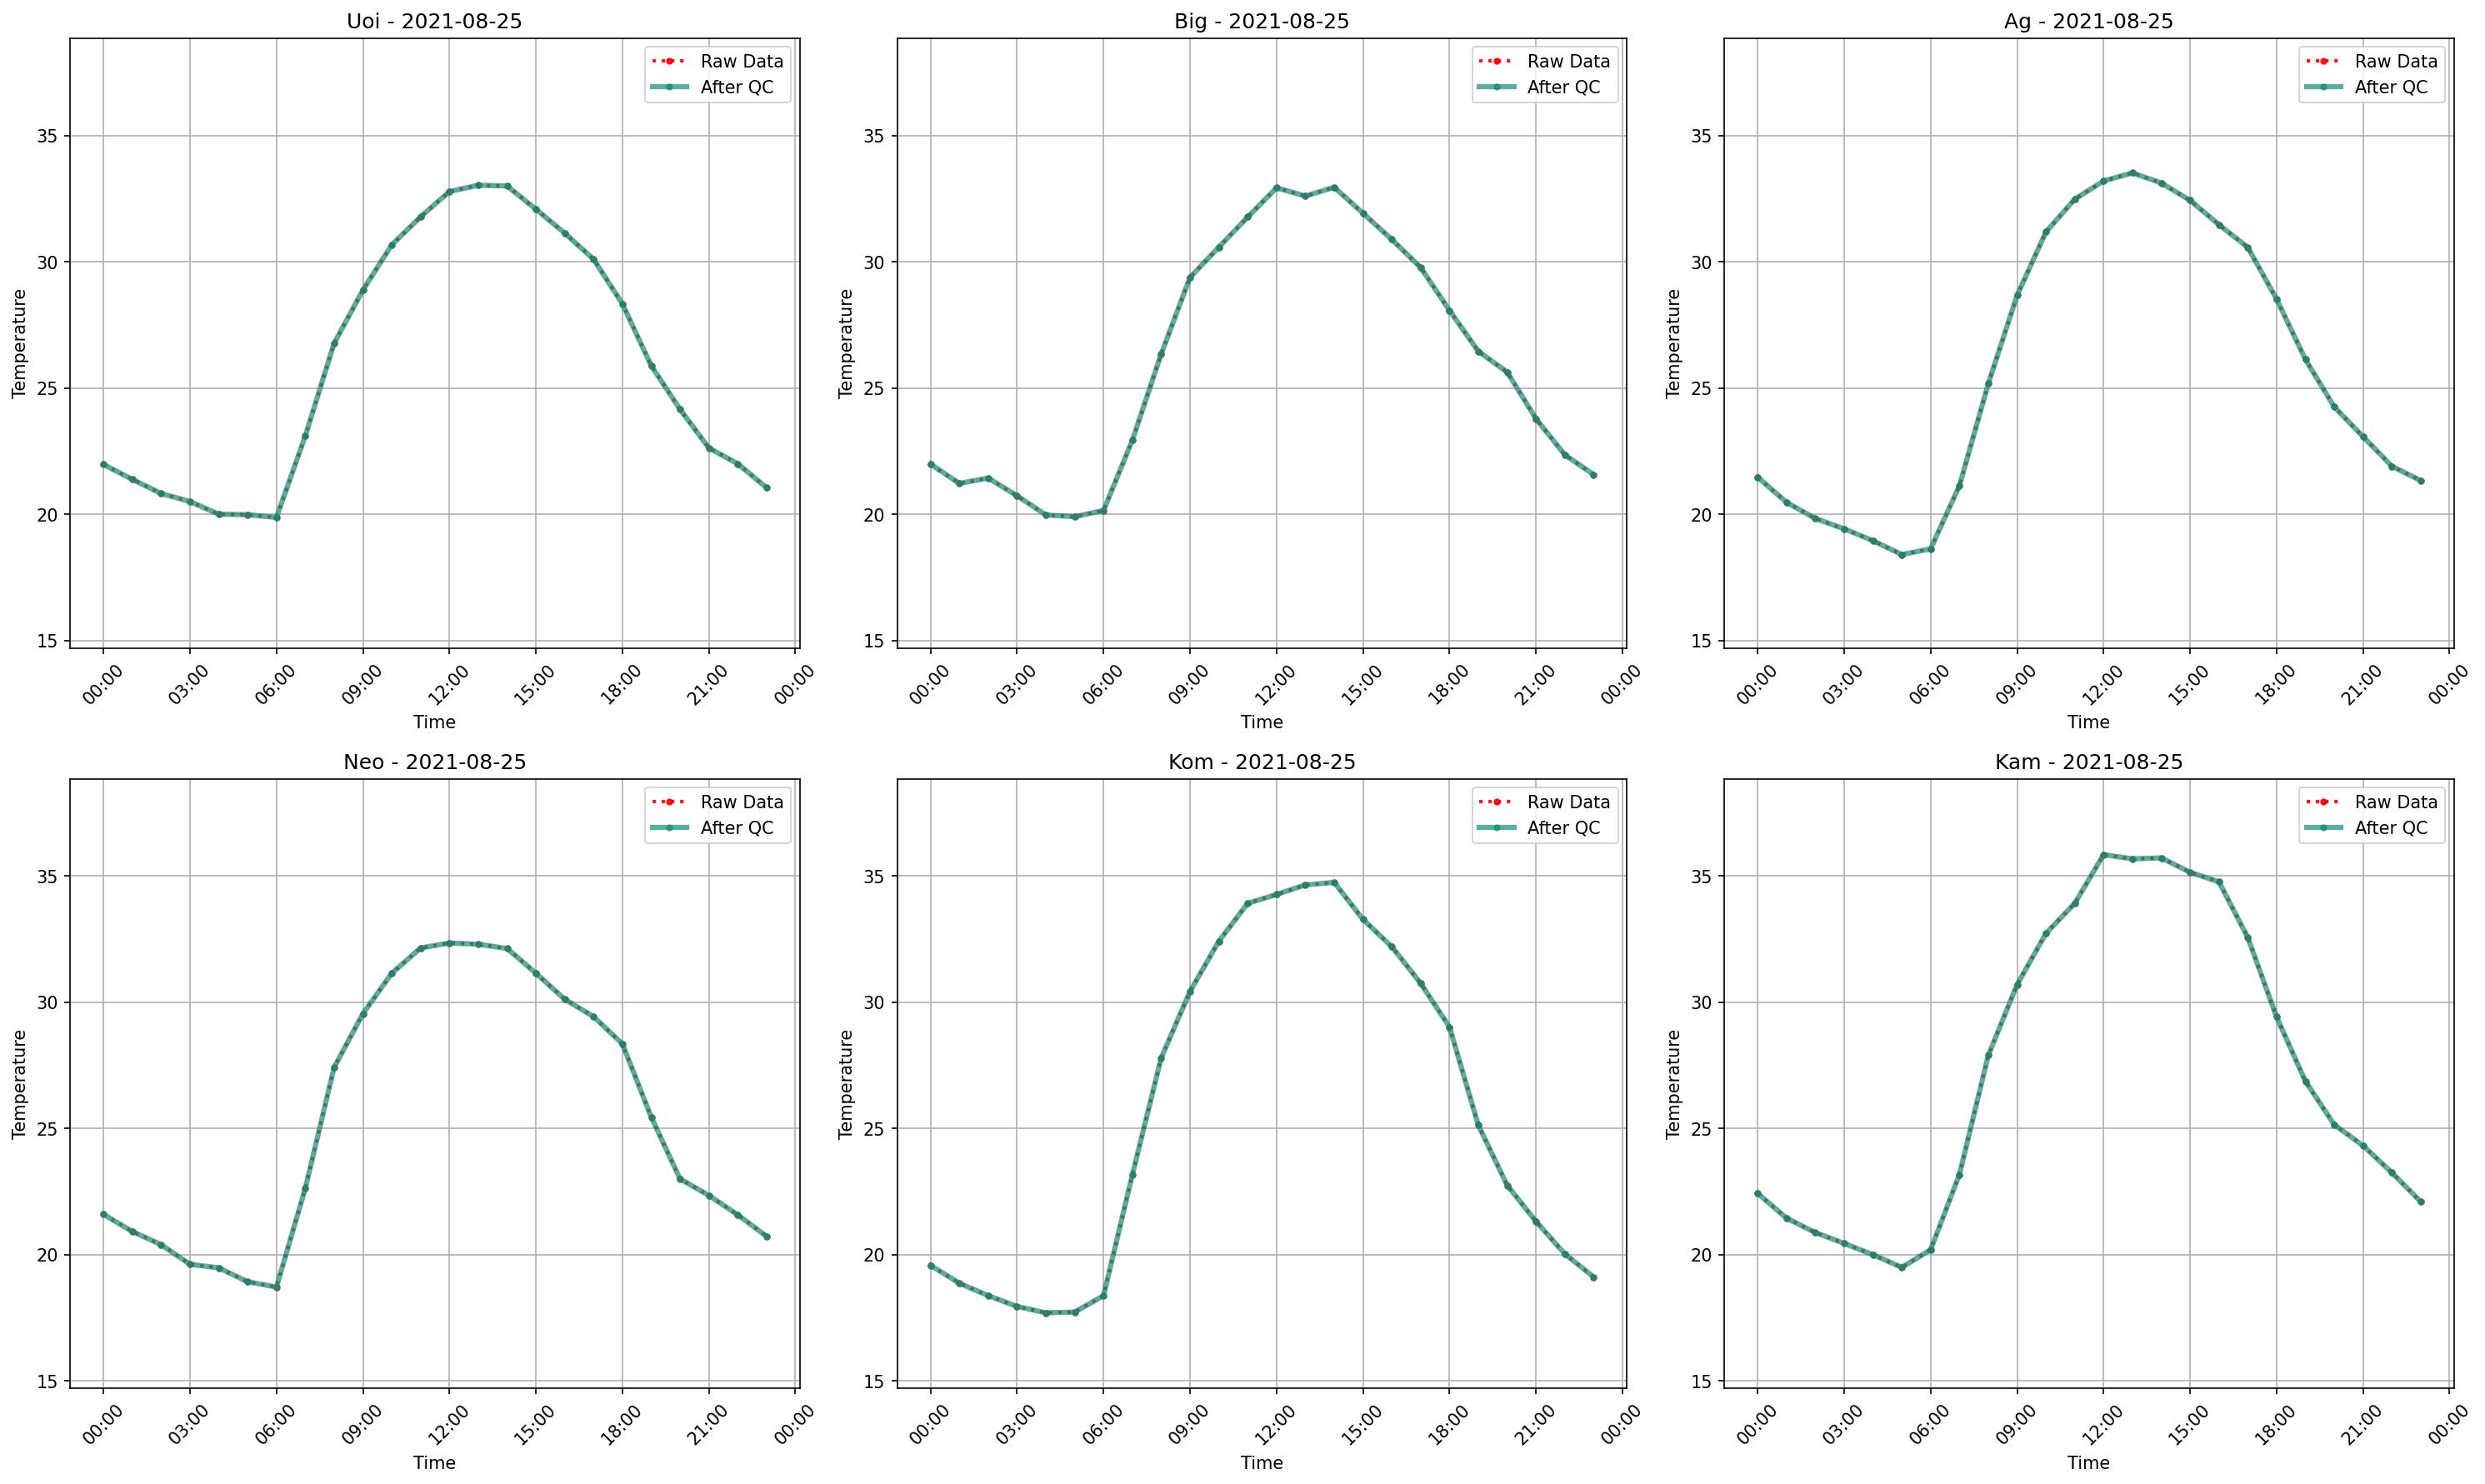 Uoi - 2021-08-25
Raw Data
After QC
35
30
25
20
15
Temperature
00:00
03:00
06:00
09:00
12:00
15:00
18:00
21:00
00:00
Time
Big - 2021-08-25
Raw Data
After QC
35
30
25
20
15
Temperature
00:00
03:00
06:00
09:00
12:00
15:00
18:00
21:00
00:00
Time
Ag - 2021-08-25
Raw Data
After QC
35
30
25
20
15
Temperature
00:00
03:00
06:00
09:00
12:00
15:00
18:00
21:00
00:00
Time
Neo - 2021-08-25
Raw Data
After QC
35
30
25
20
15
Temperature
00:00
03:00
06:00
09:00
12:00
15:00
18:00
21:00
00:00
Time
Kom - 2021-08-25
Raw Data
After QC
35
30
25
20
15
Temperature
00:00
03:00
06:00
09:00
12:00
15:00
18:00
21:00
00:00
Time
Kam - 2021-08-25
Raw Data
After QC
35
30
25
20
15
Temperature
00:00
03:00
06:00
09:00
12:00
15:00
18:00
21:00
00:00
Time